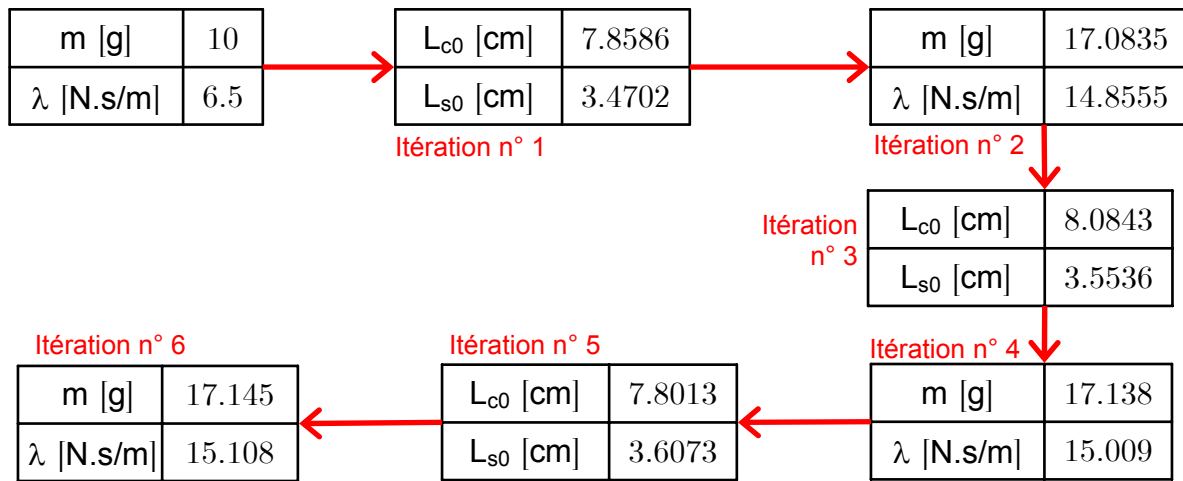 m [g] 10
λ [N.s/m] 6.5
Lc0 [cm] 7.8586
Ls0 [cm] 3.4702
Itération n° 1
m [g] 17.0835
λ [N.s/m] 14.8555
Itération n° 2
Itération
n° 3
Lc0 [cm] 8.0843
Ls0 [cm] 3.5536
Itération n° 4
m [g] 17.138
λ [N.s/m] 15.009
Itération n° 5
Lc0 [cm] 7.8013
Ls0 [cm] 3.6073
Itération n° 6
m [g] 17.145
λ [N.s/m] 15.108